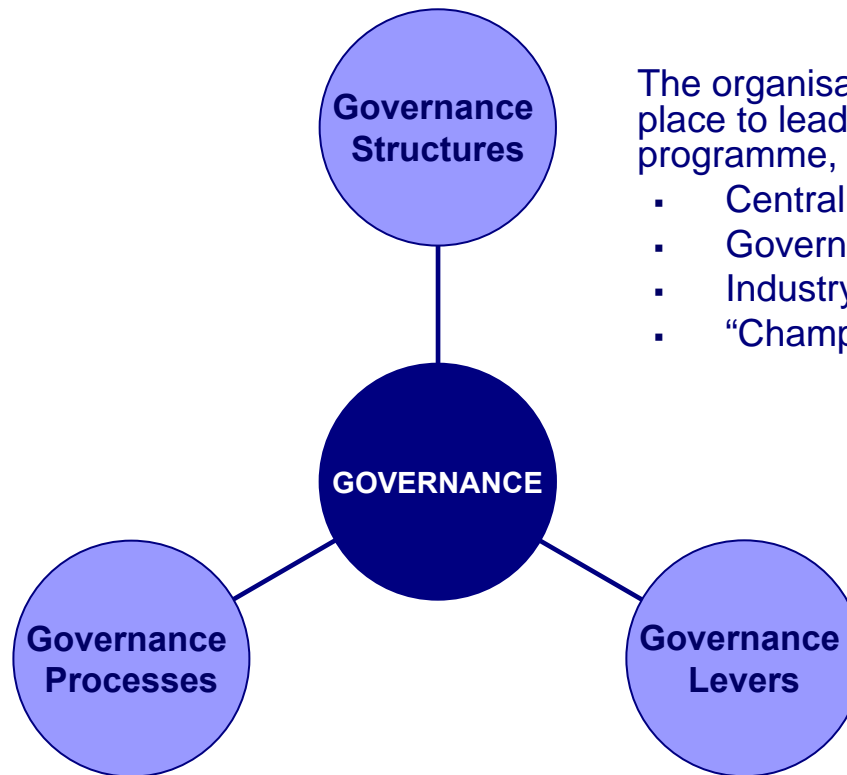 Governance
Structures
The organisa
place to lead
programme,
▪ Central
▪ Govern
▪ Industry
▪ “Champ
GOVERNANCE
Governance
Processes
Governance
Levers